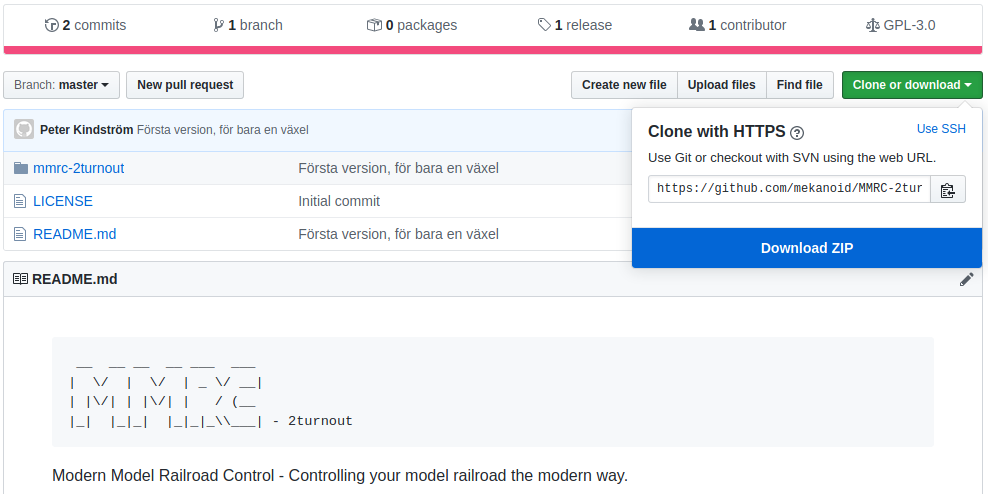 2 commits 1 branch 0 packages 1 release 1 contributor GPL-3.0
Branch: master New pull request Create new file Upload files Find file Clone or download
Peter Kindström Första version, för bara en växel
mmrc-2turnout Första version, för bara en växel
LICENSE Initial commit
README.md Första version, för bara en växel
Clone with HTTPS Use SSH
Use Git or checkout with SVN using the web URL.
https://github.com/mekanoid/MMRC-2tur
Download ZIP
README.md
 __  __ __  __ ___  ___
|  \/  |  \/  | _ \/ __|
| |\/| | |\/| |   / (__
|_|  |_|_|  |_|_|_\\___| - 2turnout
Modern Model Railroad Control - Controlling your model railroad the modern way.